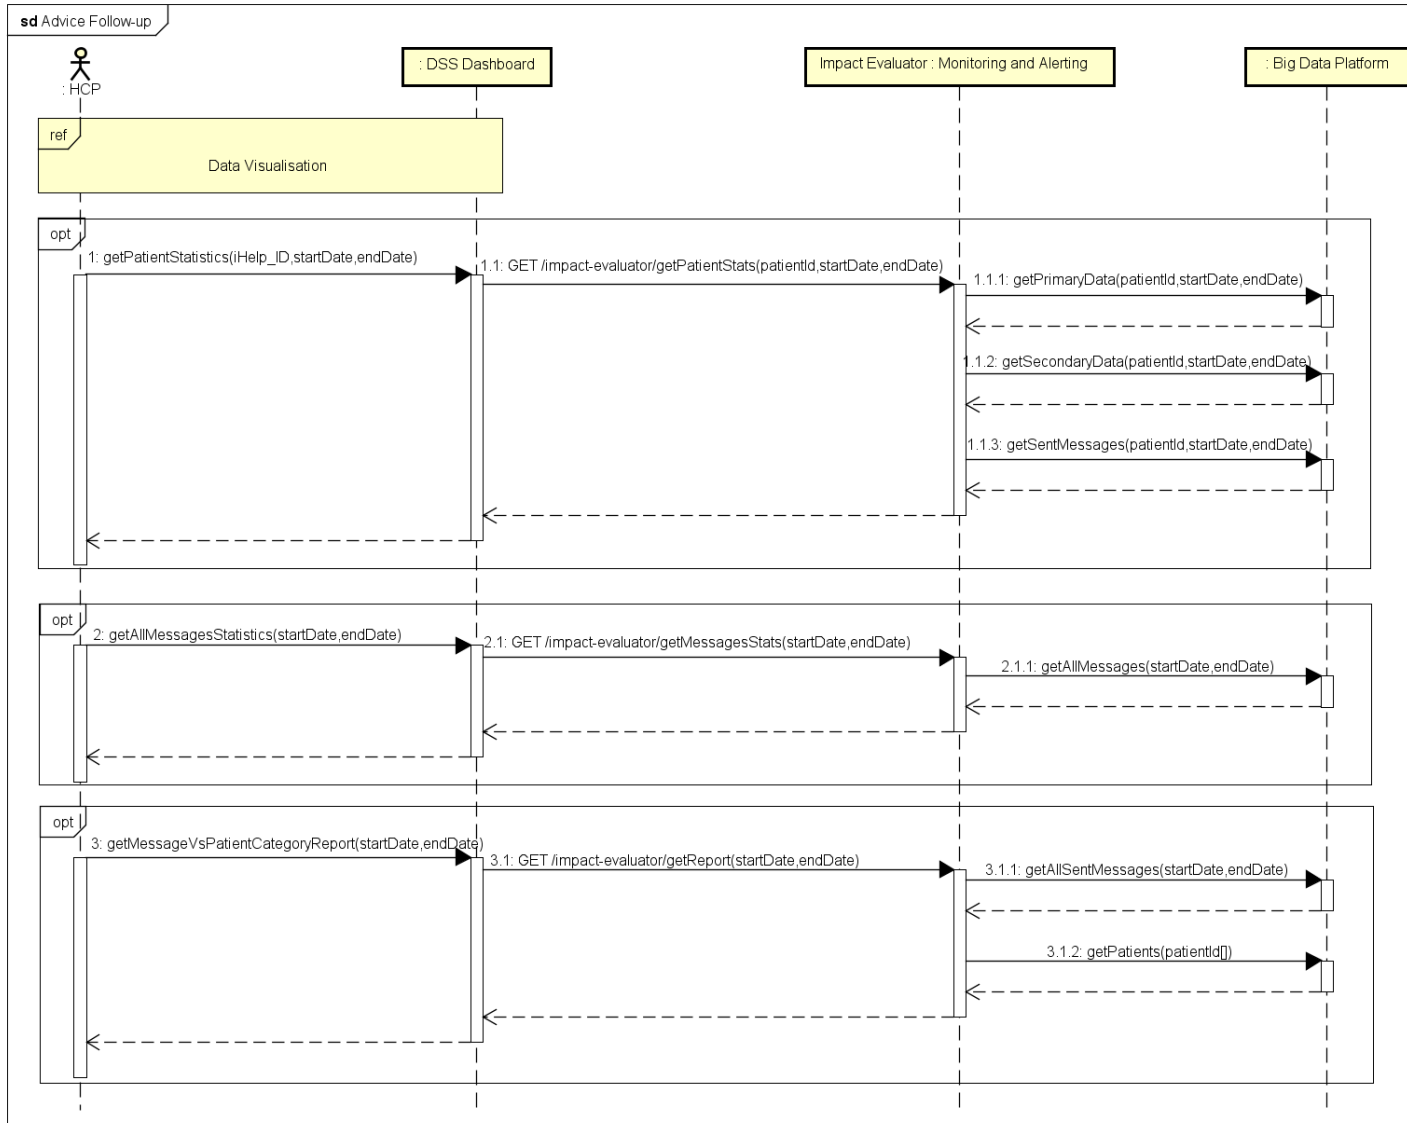 sd Advice Follow-up
: HCP
: DSS Dashboard
Impact Evaluator : Monitoring and Alerting
: Big Data Platform
ref
Data Visualisation
opt
1: getPatientStatistics(iHelp_ID,startDate,endDate)
1.1: GET /impact-evaluator/getPatientStats(patientId,startDate,endDate)
1.1.1: getPrimaryData(patientId,startDate,endDate)
1.1.2: getSecondaryData(patientId,startDate,endDate)
1.1.3: getSentMessages(patientId,startDate,endDate)
opt
2: getAllMessagesStatistics(startDate,endDate)
2.1: GET /impact-evaluator/getMessagesStats(startDate,endDate)
2.1.1: getAllMessages(startDate,endDate)
opt
3: getMessageVsPatientCategoryReport(startDate,endDate)
3.1: GET /impact-evaluator/getReport(startDate,endDate)
3.1.1: getAllSentMessages(startDate,endDate)
3.1.2: getPatients(patientId[])